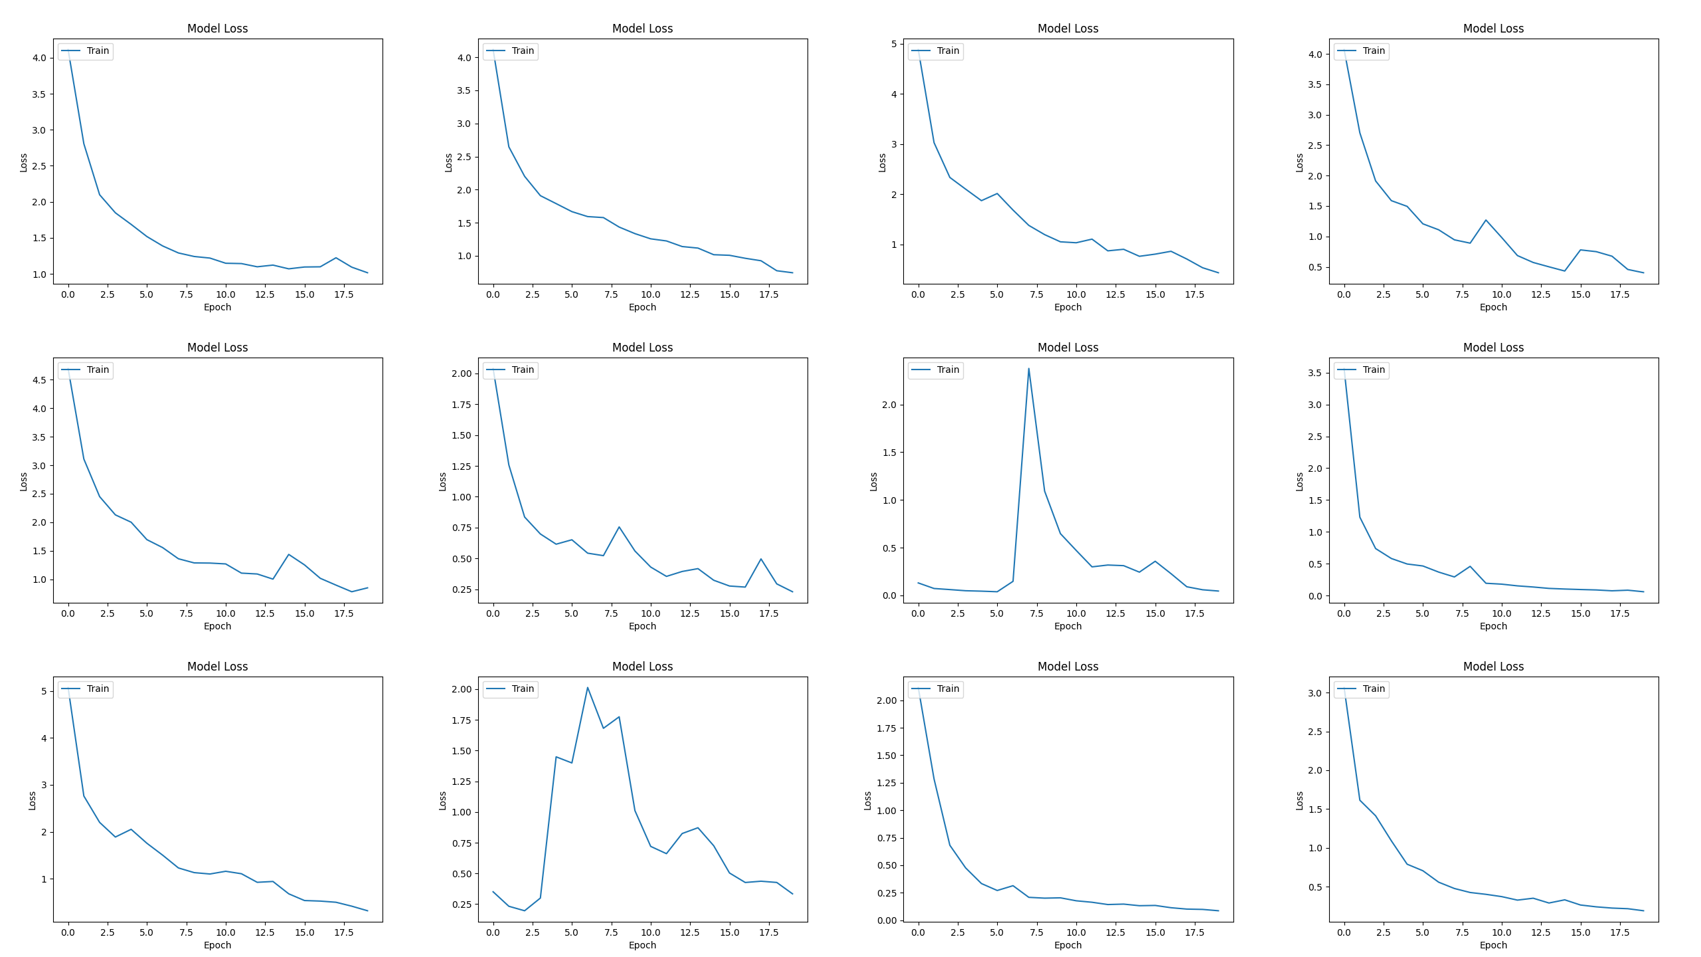 Model Loss Model Loss Model Loss Model Loss
Train Train Train Train
4.0 3.5 3.0 2.5 2.0 1.5 1.0
Loss
0.0 2.5 5.0 7.5 10.0 12.5 15.0 17.5
Epoch
4.0 3.5 3.0 2.5 2.0 1.5 1.0
Loss
0.0 2.5 5.0 7.5 10.0 12.5 15.0 17.5
Epoch
5 4 3 2 1
Loss
0.0 2.5 5.0 7.5 10.0 12.5 15.0 17.5
Epoch
4.0 3.5 3.0 2.5 2.0 1.5 1.0 0.5
Loss
0.0 2.5 5.0 7.5 10.0 12.5 15.0 17.5
Epoch
Model Loss Model Loss Model Loss Model Loss
Train Train Train Train
4.5 4.0 3.5 3.0 2.5 2.0 1.5 1.0
Loss
0.0 2.5 5.0 7.5 10.0 12.5 15.0 17.5
Epoch
2.00 1.75 1.50 1.25 1.00 0.75 0.50 0.25
Loss
0.0 2.5 5.0 7.5 10.0 12.5 15.0 17.5
Epoch
2.0 1.5 1.0 0.5 0.0
Loss
0.0 2.5 5.0 7.5 10.0 12.5 15.0 17.5
Epoch
3.5 3.0 2.5 2.0 1.5 1.0 0.5 0.0
Loss
0.0 2.5 5.0 7.5 10.0 12.5 15.0 17.5
Epoch
Model Loss Model Loss Model Loss Model Loss
Train Train Train Train
5 4 3 2 1
Loss
0.0 2.5 5.0 7.5 10.0 12.5 15.0 17.5
Epoch
2.00 1.75 1.50 1.25 1.00 0.75 0.50 0.25
Loss
0.0 2.5 5.0 7.5 10.0 12.5 15.0 17.5
Epoch
2.00 1.75 1.50 1.25 1.00 0.75 0.50 0.25 0.00
Loss
0.0 2.5 5.0 7.5 10.0 12.5 15.0 17.5
Epoch
3.0 2.5 2.0 1.5 1.0 0.5
Loss
0.0 2.5 5.0 7.5 10.0 12.5 15.0 17.5
Epoch